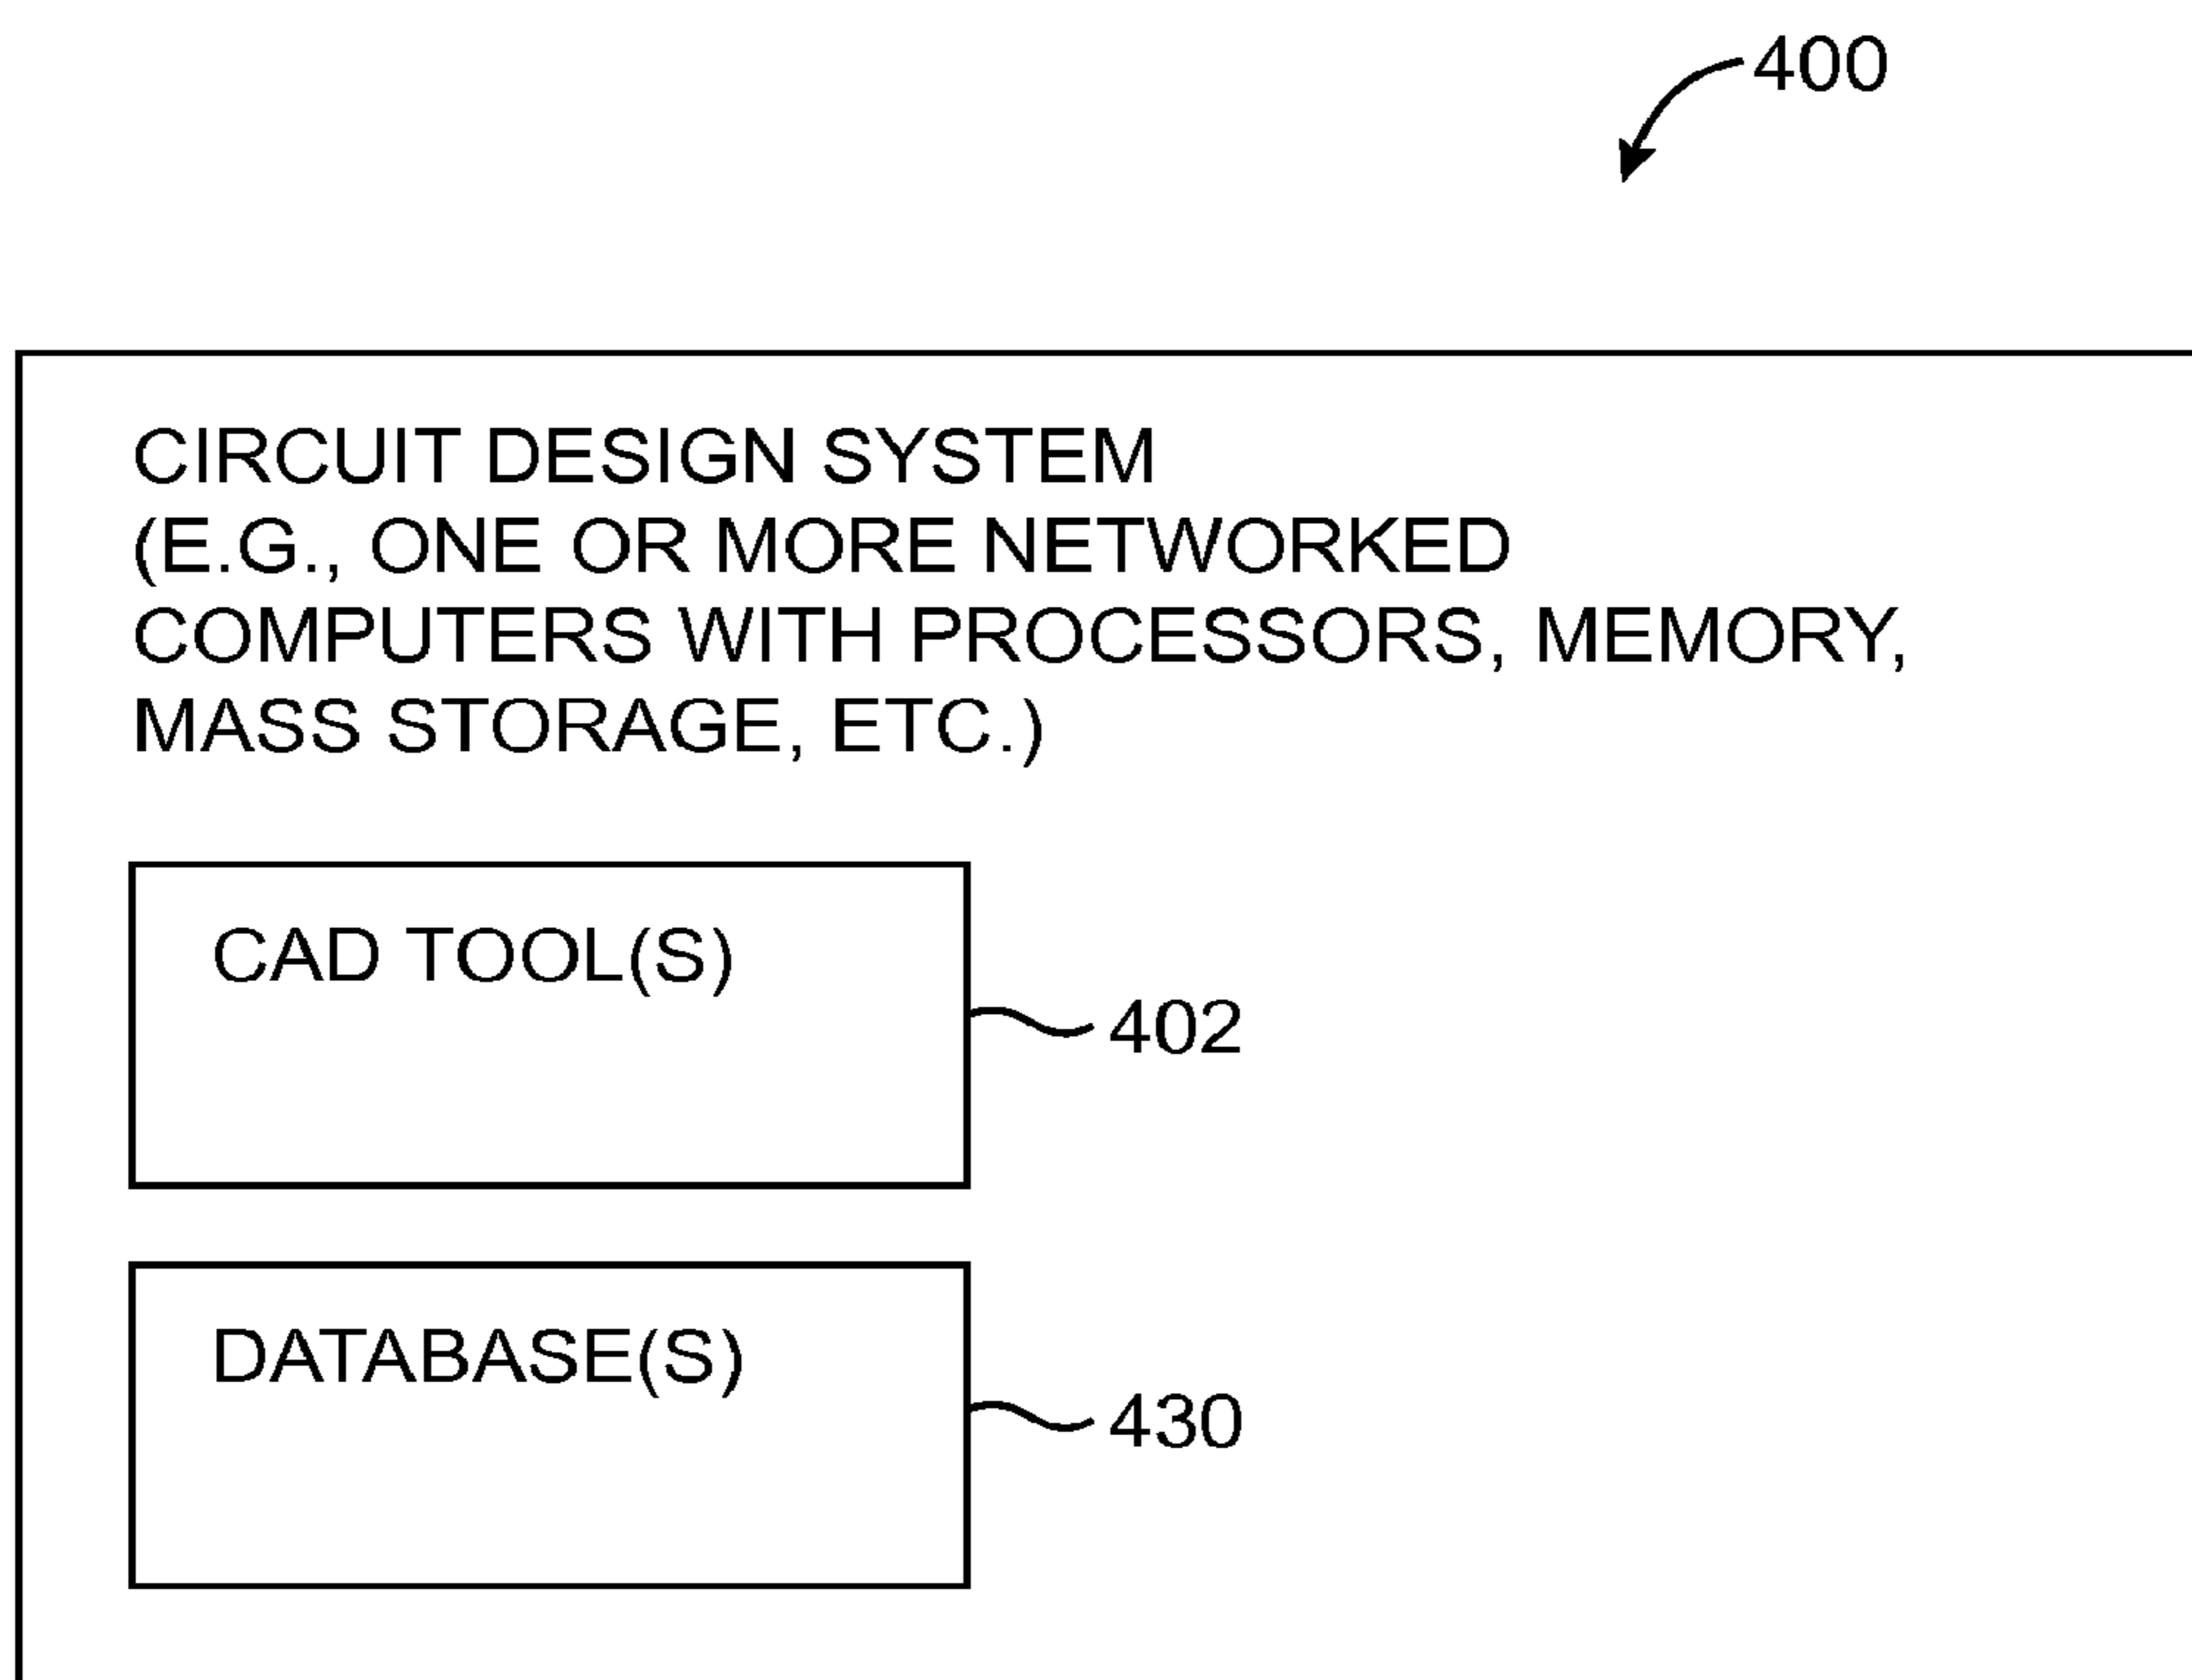 400
CIRCUIT DESIGN SYSTEM
(E.G., ONE OR MORE NETWORKED
COMPUTERS WITH PROCESSORS, MEMORY,
MASS STORAGE, ETC.)
CAD TOOL(S)
402
DATABASE(S)
430